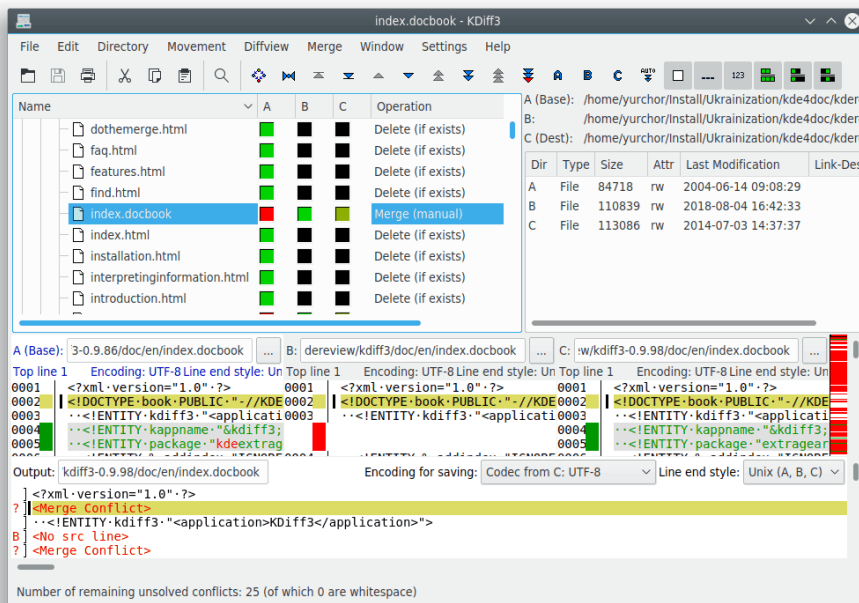 index.docbook - KDiff3
File Edit Directory Movement Diffview Merge Window Settings Help
A B C AUTO 123
Name A B C Operation
dothemerge.html Delete (if exists)
faq.html Delete (if exists)
features.html Delete (if exists)
find.html Delete (if exists)
index.docbook Merge (manual)
index.html Delete (if exists)
installation.html Delete (if exists)
interpretinginformation.html Delete (if exists)
introduction.html Delete (if exists)
A (Base): /home/yurchor/Install/Ukrainization/kde4doc/kder
B: /home/yurchor/Install/Ukrainization/kde4doc/kder
C (Dest): /home/yurchor/Install/Ukrainization/kde4doc/kder
Dir Type Size Attr Last Modification Link-Des
A File 84718 rw 2004-06-14 09:08:29
B File 110839 rw 2018-08-04 16:42:33
C File 113086 rw 2014-07-03 14:37:37
A (Base): 3-0.9.86/doc/en/index.docbook ... B: dereview/kdiff3/doc/en/index.docbook ... C: :w/kdiff3-0.9.98/doc/en/index.docbook ...
Top line 1 Encoding: UTF-8 Line end style: Un Top line 1 Encoding: UTF-8 Line end style: Un Top line 1 Encoding: UTF-8 Line end style: Un
0001 <?xml·version="1.0"·?> 0001 <?xml·version="1.0"·?> 0001 <?xml·version="1.0"·?>
0002 <!DOCTYPE·book·PUBLIC·"-//KDE 0002 <!DOCTYPE·book·PUBLIC·"-//KDE 0002 <!DOCTYPE·book·PUBLIC·"-//KDE
0003 ··<!ENTITY·kdiff3·"<applicati 0003 ··<!ENTITY·kdiff3·"<applicati 0003 ··<!ENTITY·kdiff3·"<applicati
0004 ··<!ENTITY·kappname·"&kdiff3; 0004 ··<!ENTITY·kappname·"&kdiff3;
0005 ··<!ENTITY·package·"kdeextrag 0005 ··<!ENTITY·package·"extragear
Output: kdiff3-0.9.98/doc/en/index.docbook Encoding for saving: Codec from C: UTF-8 Line end style: Unix (A, B, C)
<?xml·version="1.0"·?>
? <Merge Conflict>
··<!ENTITY·kdiff3·"<application>KDiff3</application>">
B <No src line>
? <Merge Conflict>
Number of remaining unsolved conflicts: 25 (of which 0 are whitespace)